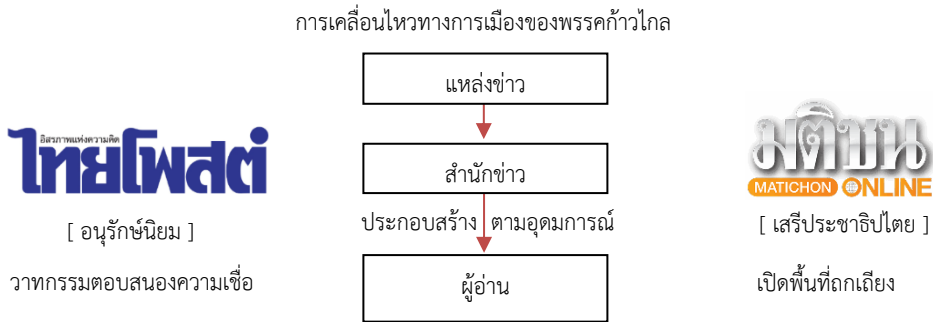 การเคลื่อนไหวทางการเมืองของพรรคก้าวไกล
แหล่งข่าว
อิสรภาพแห่งความคิด
ไทยโพสต์
มติชน
MATICHON ONLINE
สำนักข่าว
[ อนุรักษ์นิยม ]
ประกอบสร้าง ตามอุดมการณ์
[ เสรีประชาธิปไตย ]
วาทกรรมตอบสนองความเชื่อ
ผู้อ่าน
เปิดพื้นที่ถกเถียง